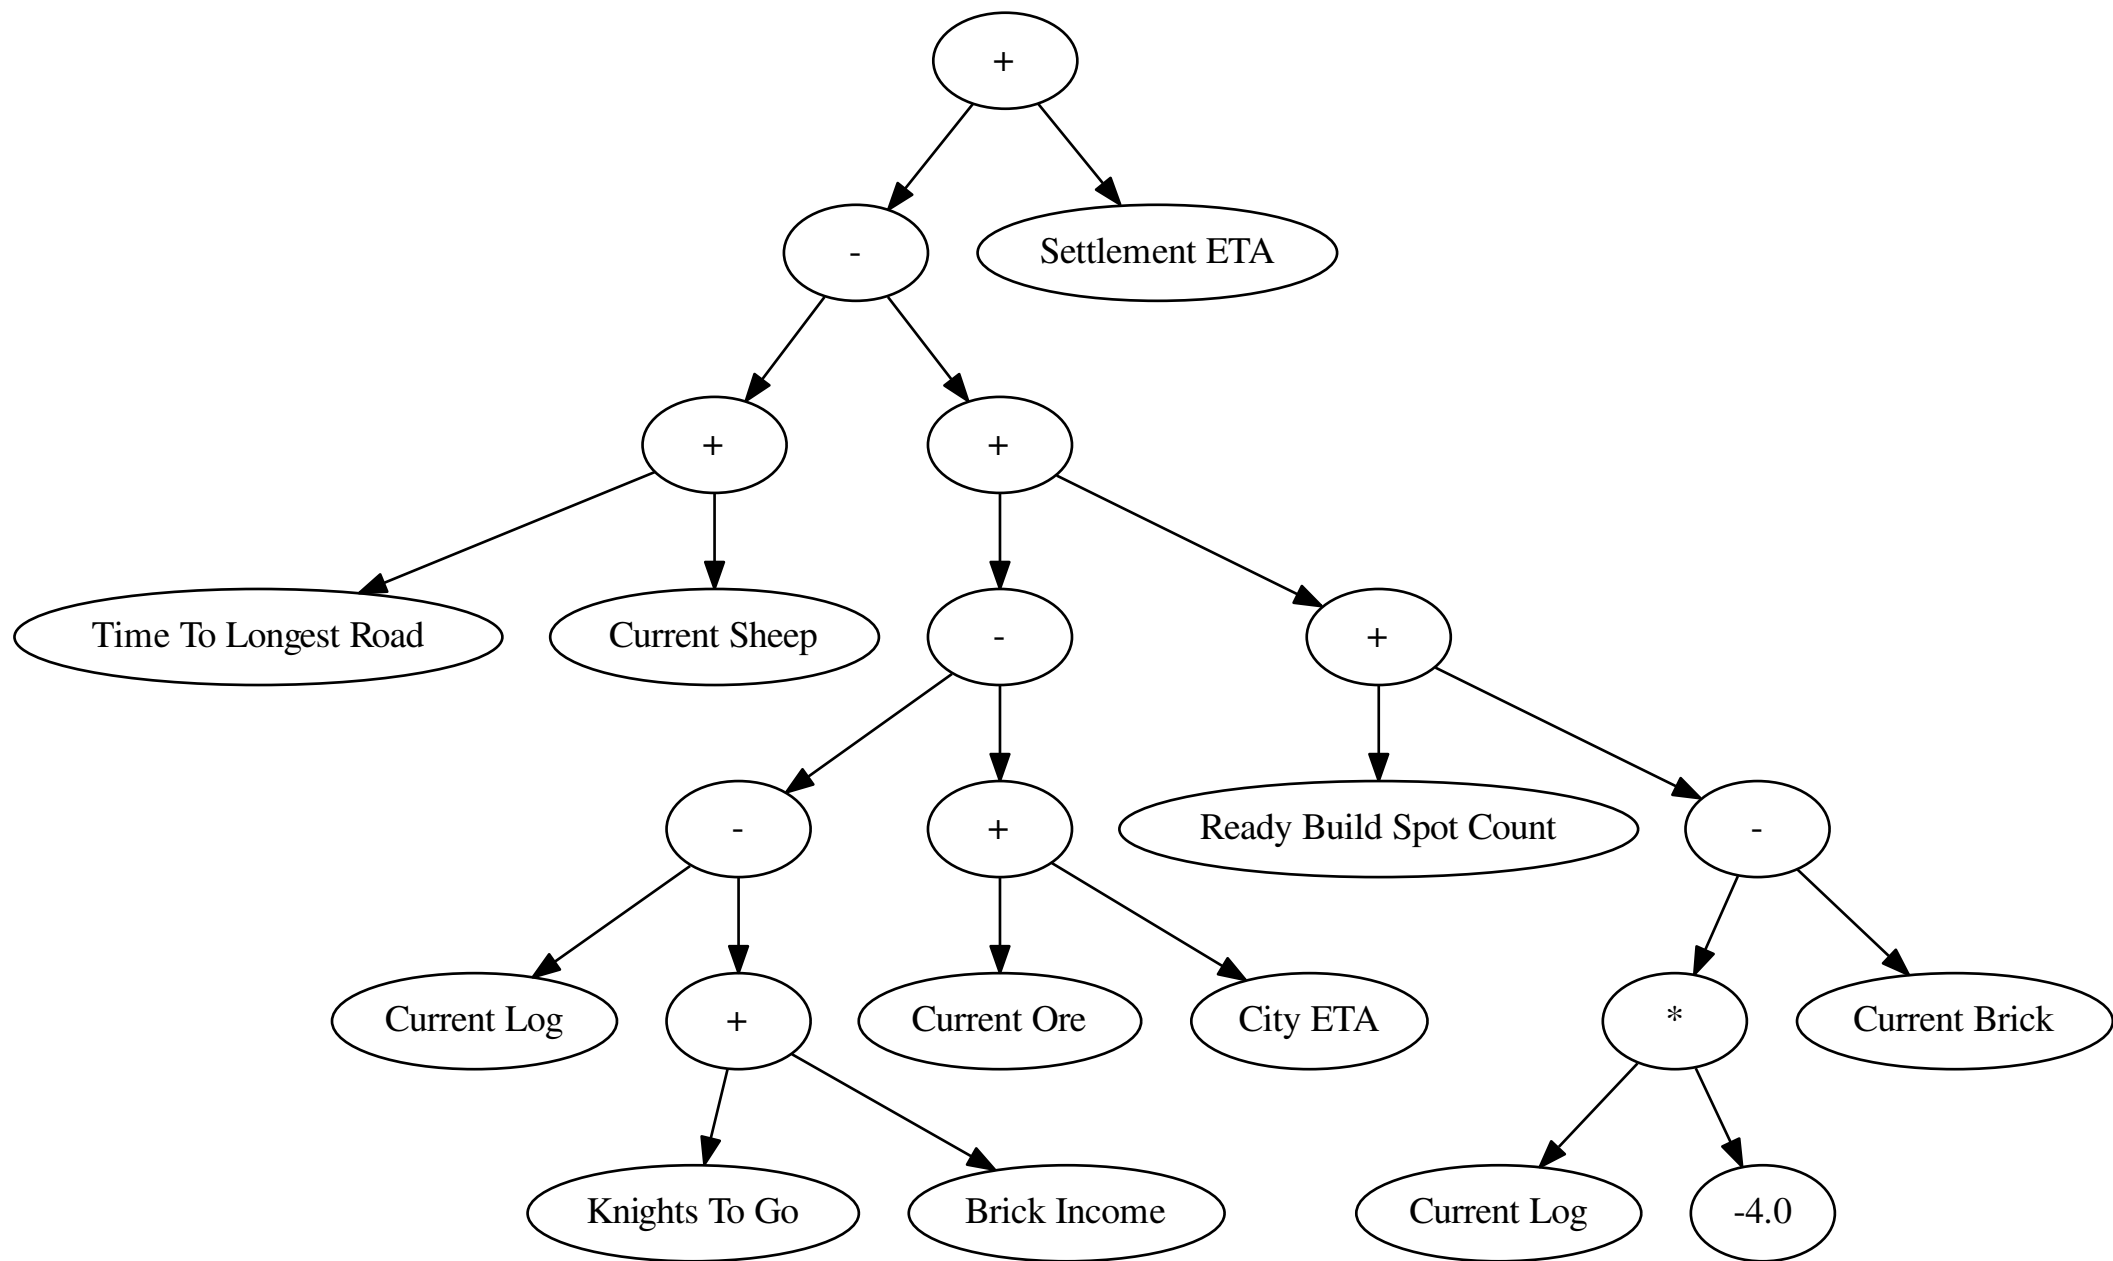 +
-
Settlement ETA
+
+
Time To Longest Road
Current Sheep
-
+
-
+
Ready Build Spot Count
-
Current Log
+
Current Ore
City ETA
*
Current Brick
Knights To Go
Brick Income
Current Log
-4.0